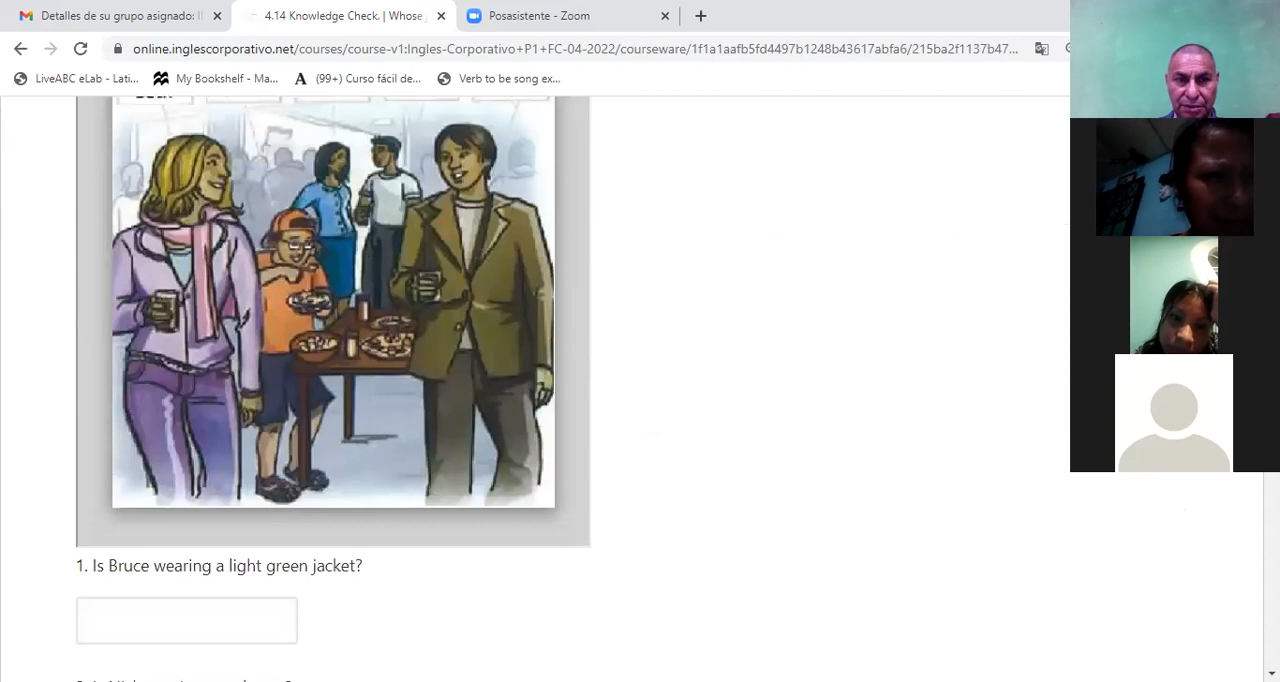 Detalles de su grupo asignado: I
4.14 Knowledge Check. | Whose
Posasistente - Zoom
online.inglescorporativo.net/courses/course-v1:Ingles-Corporativo+P1+FC-04-2022/courseware/1f1a1aafb5fd4497b1248b43617abfa6/215ba2f1137b47...
LiveABC eLab - Lati...
My Bookshelf - Ma...
(99+) Curso fácil de...
Verb to be song ex...
1. Is Bruce wearing a light green jacket?